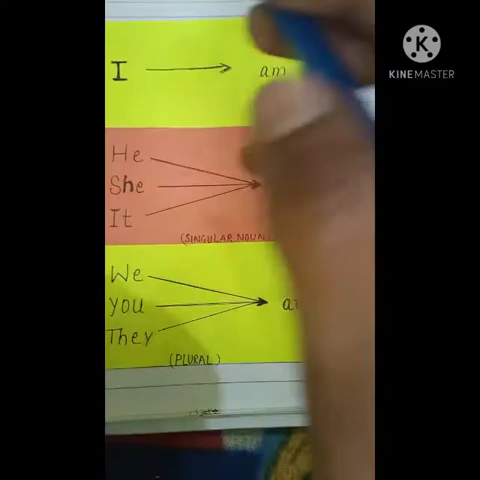 I am
He
She
It
(SINGULAR NOUN
We
you
They
(PLURAL)
K
KINEMASTER